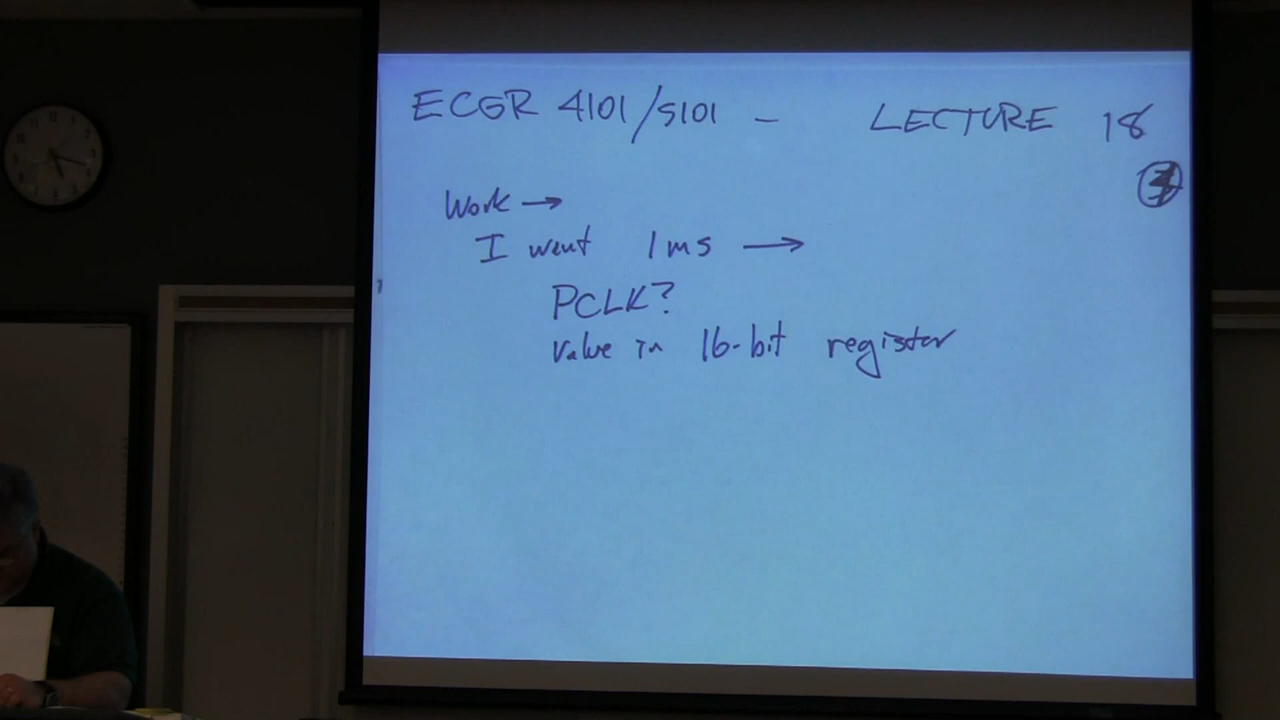 ECGR 4101/5101 - LECTURE 18
Work →
I want 1ms →
PCLK?
Value in 16-bit register